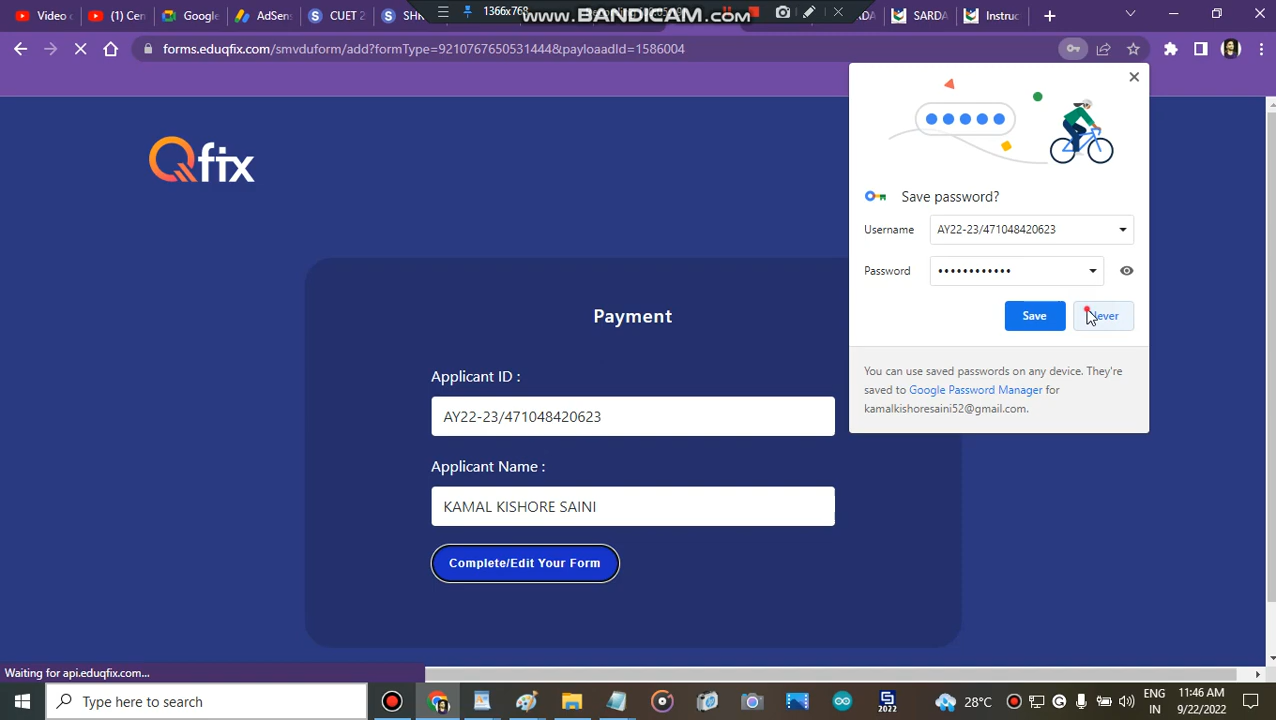 Video c
(1) Cen
Google
AdSens
CUET 2
SH
1366x768
www.BANDICAM.com
DA
SARDA
Instruc
forms.eduqfix.com/smvduform/add?formType=92107676505314444&payloaadId=1586004
Qfix
Save password?
Username
AY22-23/471048420623
Password
••••••••••••
Save
Never
You can use saved passwords on any device. They're
saved to Google Password Manager for
kamalkishoresaini52@gmail.com.
Payment
Applicant ID :
AY22-23/471048420623
Applicant Name :
KAMAL KISHORE SAINI
Complete/Edit Your Form
Waiting for api.eduqfix.com...
Type here to search
2022
28°C
ENG
IN
11:46 AM
9/22/2022